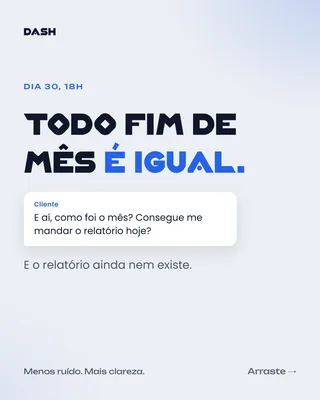 DASH
DIA 30, 18H
TODO FIM DE
MÊS É IGUAL.
Cliente
E aí, como foi o mês? Consegue me
mandar o relatório hoje?
E o relatório ainda nem existe.
Menos ruído. Mais clareza.
Arraste →